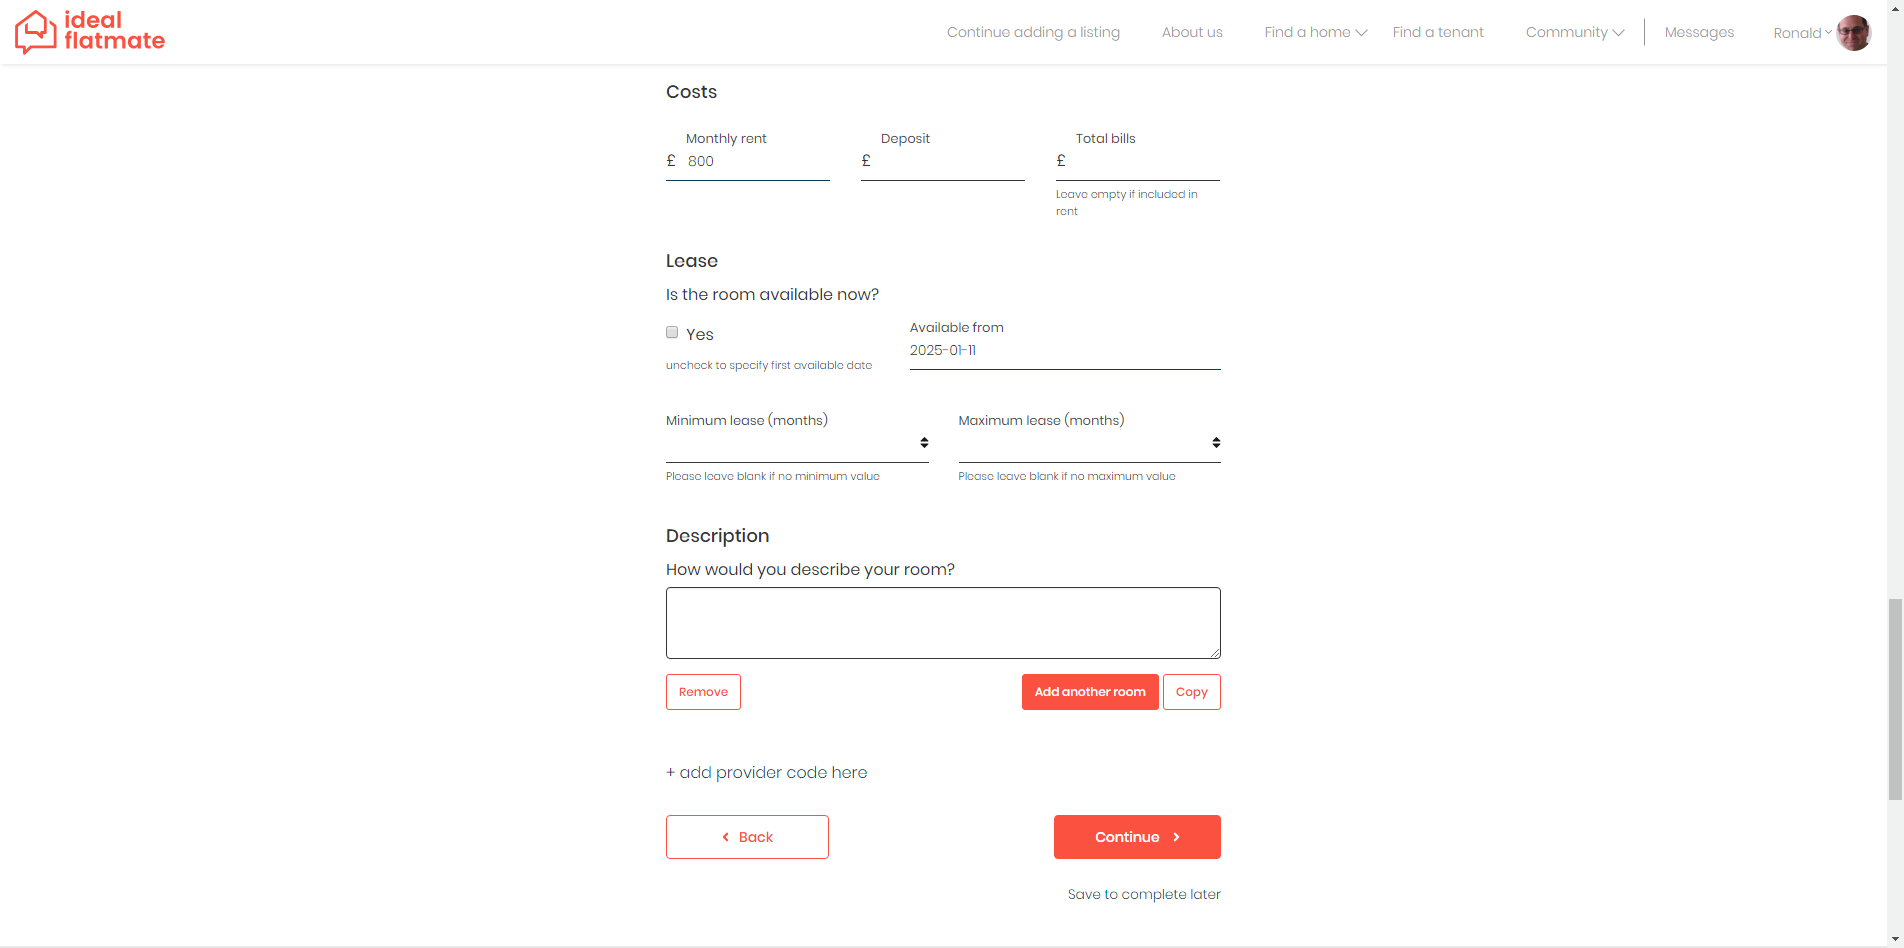 ideal
flatmate
Continue adding a listing
About us
Find a home
Find a tenant
Community
Messages
Ronald
Costs
Monthly rent
£ 800
Deposit
£
Total bills
£
Leave empty if included in
rent
Lease
Is the room available now?
Yes
uncheck to specify first available date
Available from
2025-01-11
Minimum lease (months)
Please leave blank if no minimum value
Maximum lease (months)
Please leave blank if no maximum value
Description
How would you describe your room?
Remove
Add another room
Copy
+ add provider code here
Back
Continue
Save to complete later